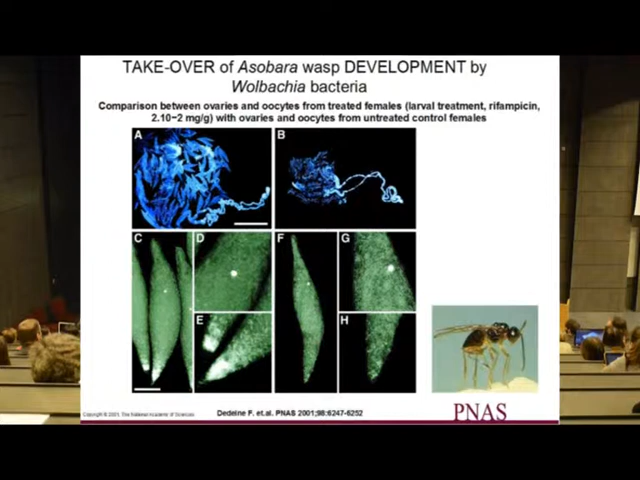 TAKE-OVER of Asobara wasp DEVELOPMENT by
Wolbachia bacteria
Comparison between ovaries and oocytes from treated females (larval treatment, rifampicin,
2.10−2 mg/g) with ovaries and oocytes from untreated control females
A B
C D F G
E H
Copyright © 2001, The National Academy of Sciences
Dedeine F. et.al. PNAS 2001;98:6247-6252
PNAS